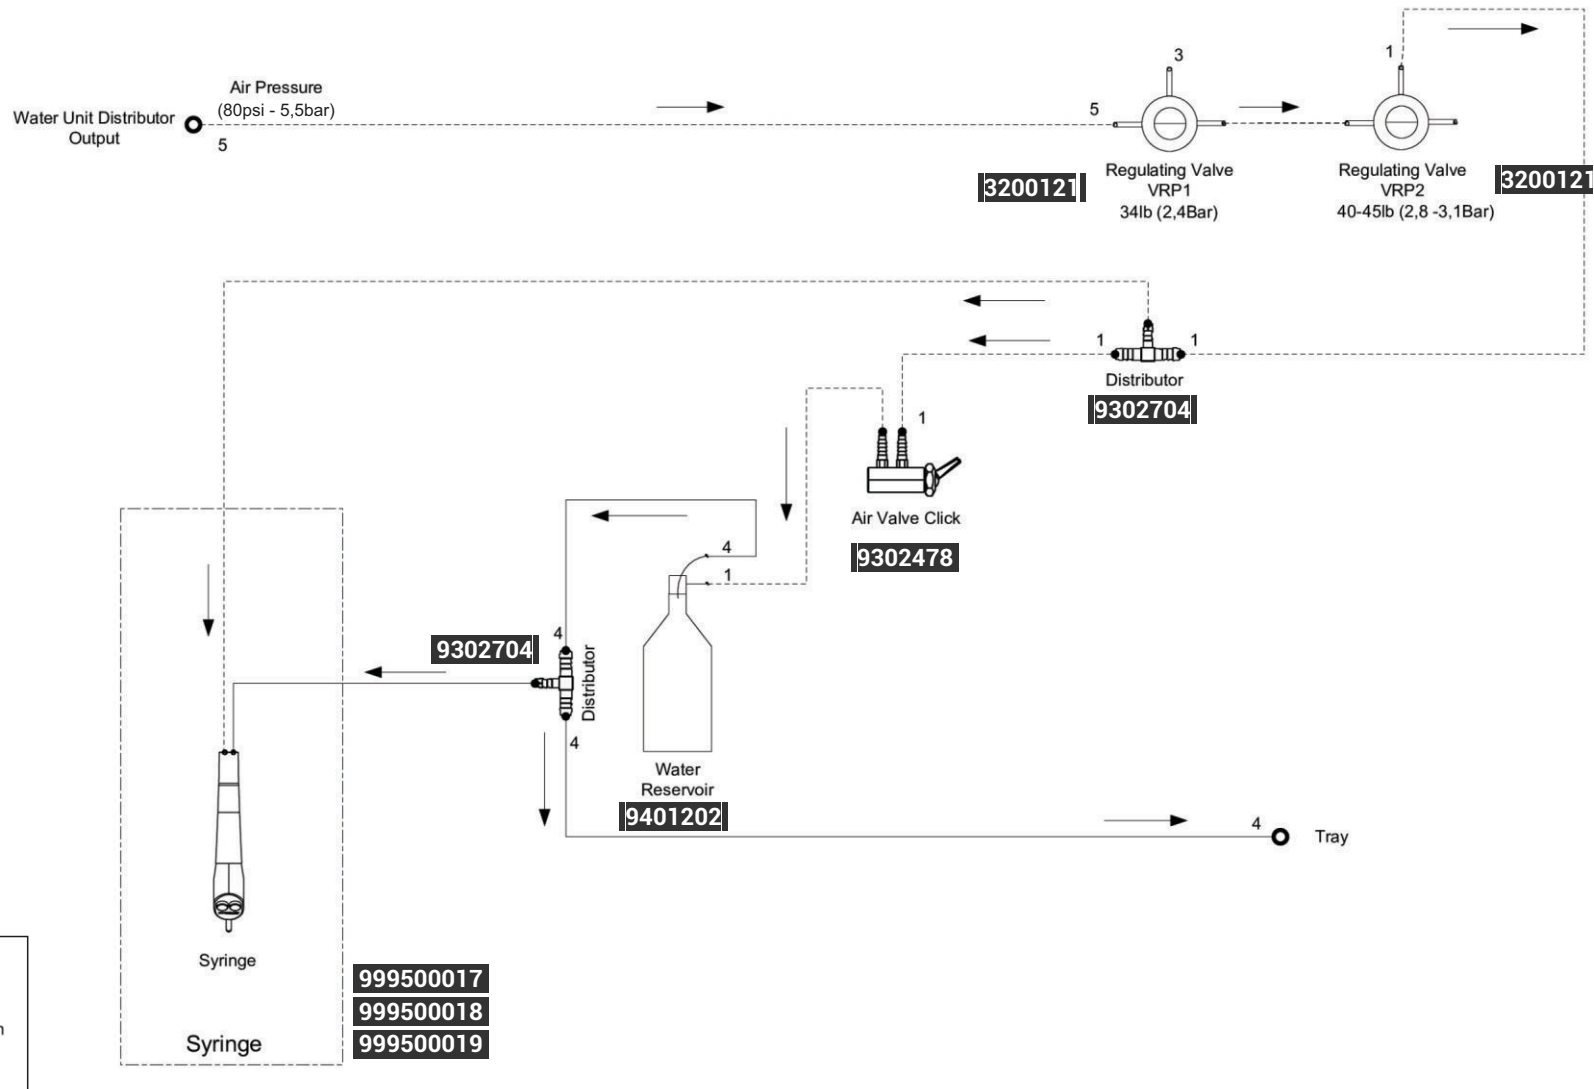 1
3
Air Pressure
(80psi - 5,5bar)
5
Water Unit Distributor
Output
5
Regulating Valve
VRP1
34lb (2,4Bar)
3200121
Regulating Valve
VRP2
40-45lb (2,8 -3,1Bar)
3200121
1
1
Distributor
9302704
1
Air Valve Click
9302478
4
1
4
9302704
Distributor
4
Water
Reservoir
9401202
4
Tray
Syringe
999500017
999500018
999500019
Syringe
n